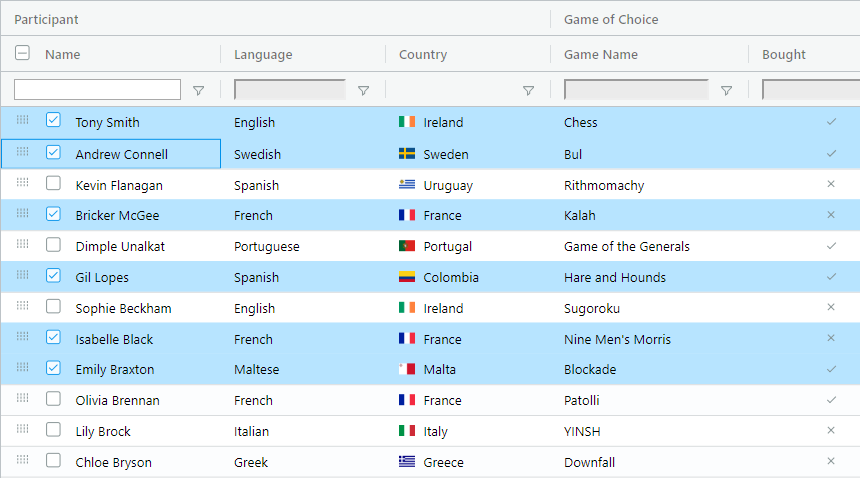 Participant Game of Choice
Name Language Country Game Name Bought
Tony Smith English Ireland Chess
Andrew Connell Swedish Sweden Bul
Kevin Flanagan Spanish Uruguay Rithmomachy
Bricker McGee French France Kalah
Dimple Unalkat Portuguese Portugal Game of the Generals
Gil Lopes Spanish Colombia Hare and Hounds
Sophie Beckham English Ireland Sugoroku
Isabelle Black French France Nine Men's Morris
Emily Braxton Maltese Malta Blockade
Olivia Brennan French France Patolli
Lily Brock Italian Italy YINSH
Chloe Bryson Greek Greece Downfall